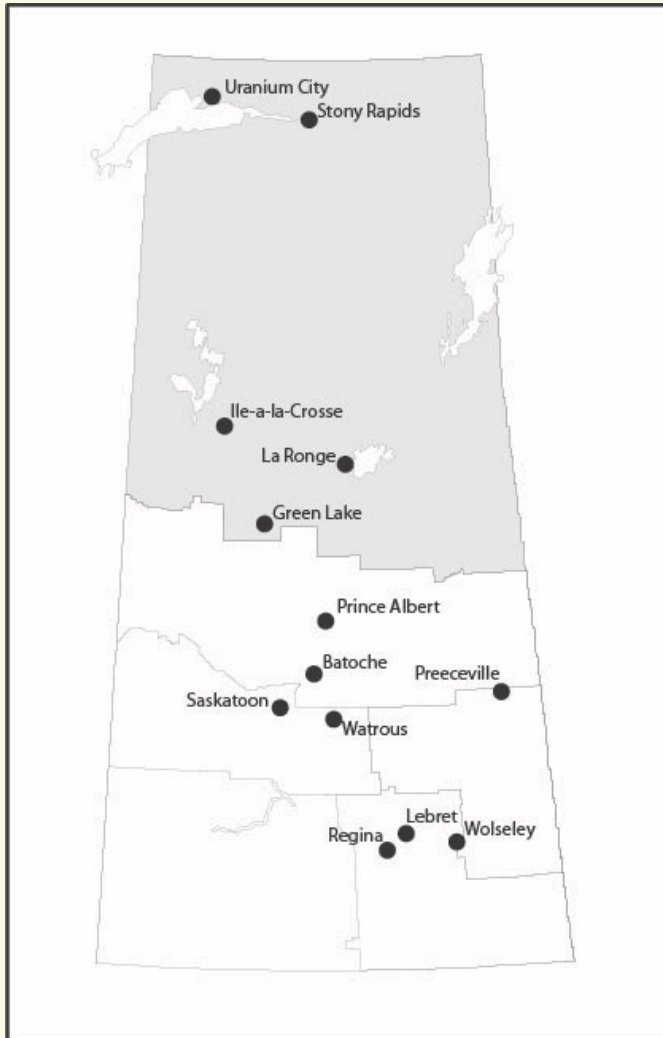 Uranium City
Stony Rapids
Ile-a-la-Crosse
La Ronge
Green Lake
Prince Albert
Batoche
Preeceville
Saskatoon
Watrous
Lebret
Regina
Wolseley